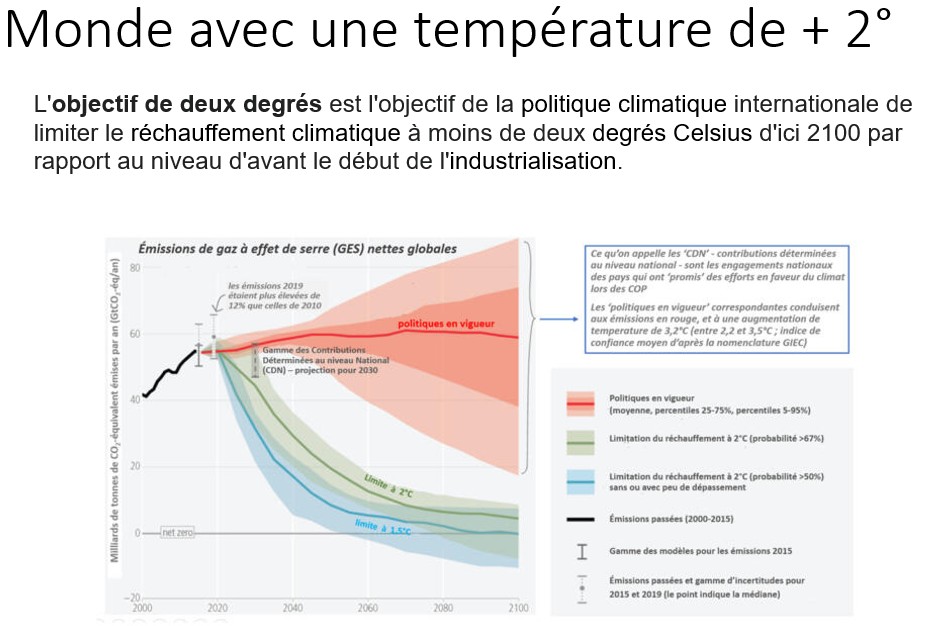 Monde avec une température de + 2°
L'objectif de deux degrés est l'objectif de la politique climatique internationale de
limiter le réchauffement climatique à moins de deux degrés Celsius d'ici 2100 par
rapport au niveau d'avant le début de l'industrialisation.
Émissions de gaz à effet de serre (GES) nettes globales
Milliards de tonnes de CO₂-équivalent émises par an (GtCO₂-éq/an)
80
60
40
20
0
−20
2000
2020
2040
2060
2080
2100
les émissions 2019
étaient plus élevées de
12% que celles de 2010
politiques en vigueur
Gamme des Contributions
Déterminées au niveau National
(CDN) – projection pour 2030
Limite à 2°C
limite à 1.5°C
net zero
Ce qu'on appelle les 'CDN' - contributions déterminées
au niveau national - sont les engagements nationaux
des pays qui ont 'promis' des efforts en faveur du climat
lors des COP
Les 'politiques en vigueur' correspondantes conduisent
aux émissions en rouge, et à une augmentation de
temperature de 3,2°C (entre 2,2 et 3,5°C ; indice de
confiance moyen d'après la nomenclature GIEC)
Politiques en vigueur
(moyenne, percentiles 25-75%, percentiles 5-95%)
Limitation du réchauffement à 2°C (probabilité >67%)
Limitation du réchauffement à 2°C (probabilité >50%)
sans ou avec peu de dépassement
Émissions passées (2000-2015)
Gamme des modèles pour les émissions 2015
Émissions passées et gamme d'incertitudes pour
2015 et 2019 (le point indique la médiane)